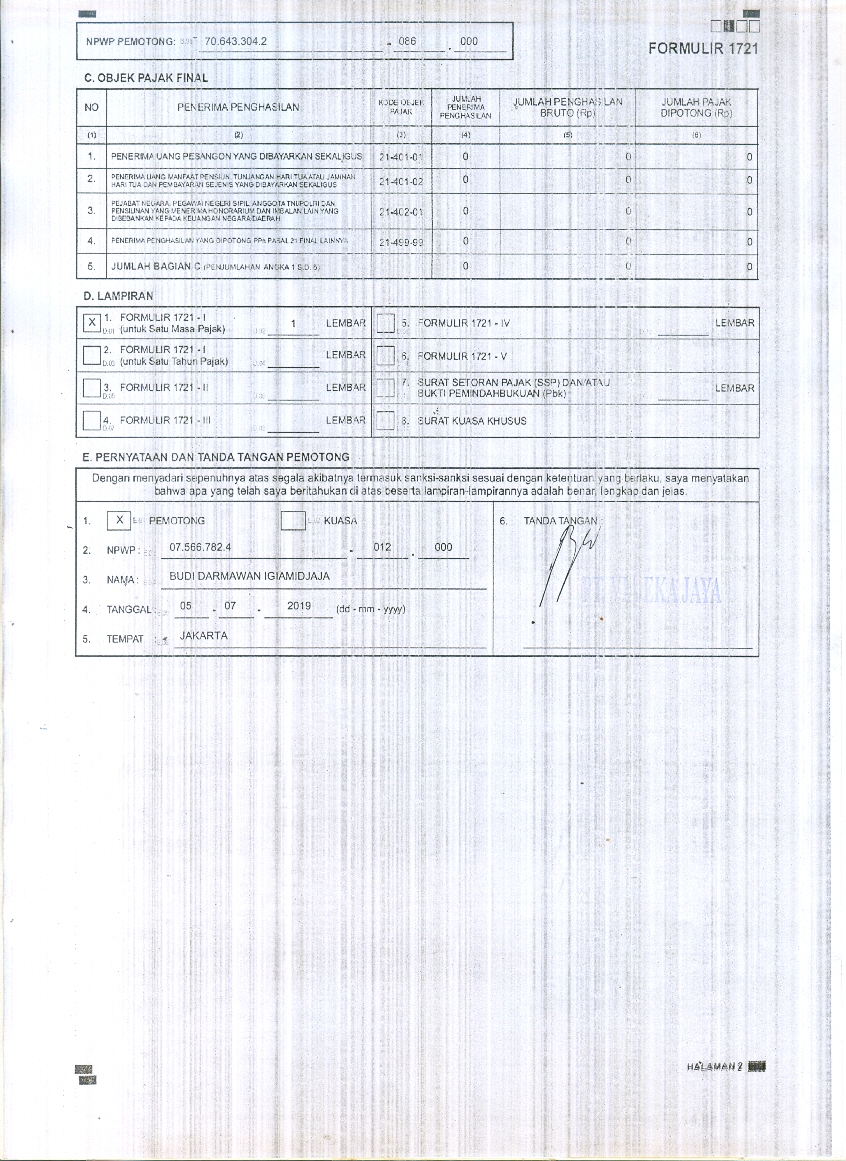 NPWP PEMOTONG: 70.643.304.2 - 086 . 000
FORMULIR 1721
C. OBJEK PAJAK FINAL
NO PENERIMA PENGHASILAN KODE OBJEK PAJAK JUMLAH PENERIMA PENGHASILAN JUMLAH PENGHASILAN BRUTO (Rp) JUMLAH PAJAK DIPOTONG (Rp)
(1) (2) (3) (4) (5) (6)
1. PENERIMA UANG PESANGON YANG DIBAYARKAN SEKALIGUS 21-401-01 0 0 0
2. PENERIMA UANG MANFAAT PENSIUN, TUNJANGAN HARI TUA ATAU JAMINAN
HARI TUA DAN PEMBAYARAN SEJENIS YANG DIBAYARKAN SEKALIGUS 21-401-02 0 0 0
3. PEJABAT NEGARA, PEGAWAI NEGERI SIPIL, ANGGOTA TNI/POLRI DAN
PENSIUNAN YANG MENERIMA HONORARIUM DAN IMBALAN LAIN YANG
DIBEBANKAN KEPADA KEUANGAN NEGARA/DAERAH 21-402-01 0 0 0
4. PENERIMA PENGHASILAN YANG DIPOTONG PPh PASAL 21 FINAL LAINNYA 21-499-99 0 0 0
5. JUMLAH BAGIAN C (PENJUMLAHAN ANGKA 1 S.D. 5) 0 0 0
D. LAMPIRAN
X 1. FORMULIR 1721 - I
(untuk Satu Masa Pajak) 1 LEMBAR
2. FORMULIR 1721 - I
(untuk Satu Tahun Pajak) LEMBAR
3. FORMULIR 1721 - II LEMBAR
4. FORMULIR 1721 - III LEMBAR
5. FORMULIR 1721 - IV LEMBAR
6. FORMULIR 1721 - V
7. SURAT SETORAN PAJAK (SSP) DAN/ATAU
BUKTI PEMINDAHBUKUAN (Pbk) LEMBAR
8. SURAT KUASA KHUSUS
E. PERNYATAAN DAN TANDA TANGAN PEMOTONG
Dengan menyadari sepenuhnya atas segala akibatnya termasuk sanksi-sanksi sesuai dengan ketentuan yang berlaku, saya menyatakan
bahwa apa yang telah saya beritahukan di atas beserta lampiran-lampirannya adalah benar, lengkap dan jelas.
1. X PEMOTONG KUASA
2. NPWP : 07.566.782.4 - 012 . 000
3. NAMA : BUDI DARMAWAN IGIAMIDJAJA
4. TANGGAL : 05 - 07 - 2019 (dd - mm - yyyy)
5. TEMPAT : JAKARTA
6. TANDA TANGAN :
PT. EKA JAYA
HALAMAN 2